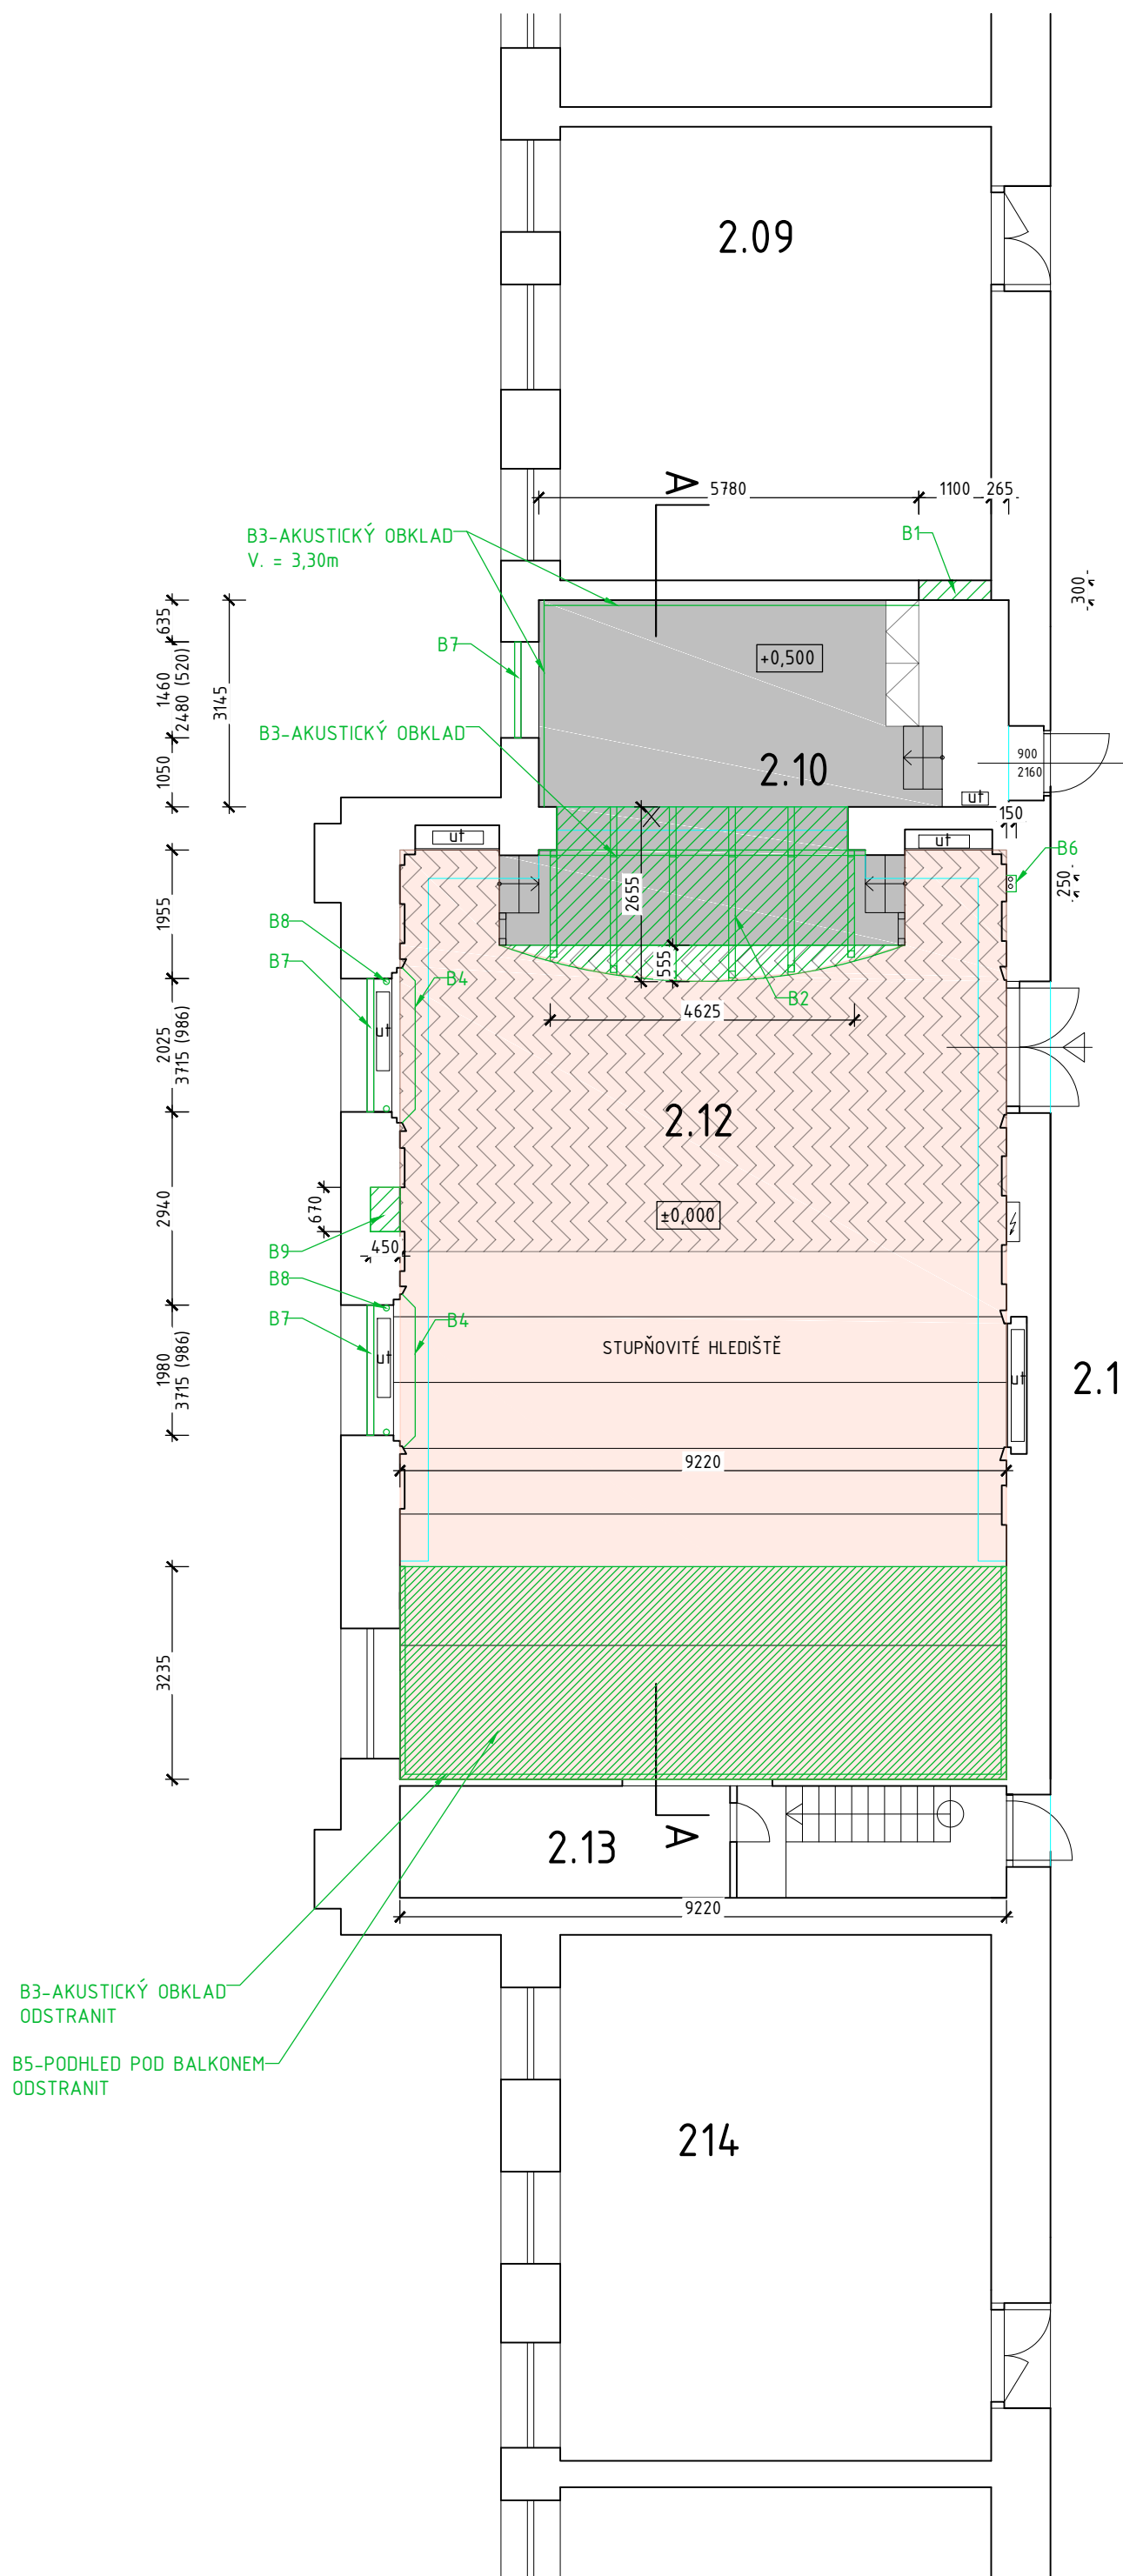 2.09
A
5780
1100
265
B3-AKUSTICKÝ OBKLAD
V. = 3,30m
B1
300
635
1460
2480 (520)
1050
3145
B7
+0,500
B3-AKUSTICKÝ OBKLAD
2.10
900
2160
ut
150
ut
ut
B6
250
1955
2655
555
B8
B7
B4
B2
4625
ut
2025
3715 (986)
2.12
2940
670
±0,000
B9
450
B8
B7
B4
1980
3715 (986)
ut
STUPŇOVITÉ HLEDIŠTĚ
ut
2.1
9220
3235
2.13
A
9220
B3-AKUSTICKÝ OBKLAD
ODSTRANIT
B5-PODHLED POD BALKONEM
ODSTRANIT
214